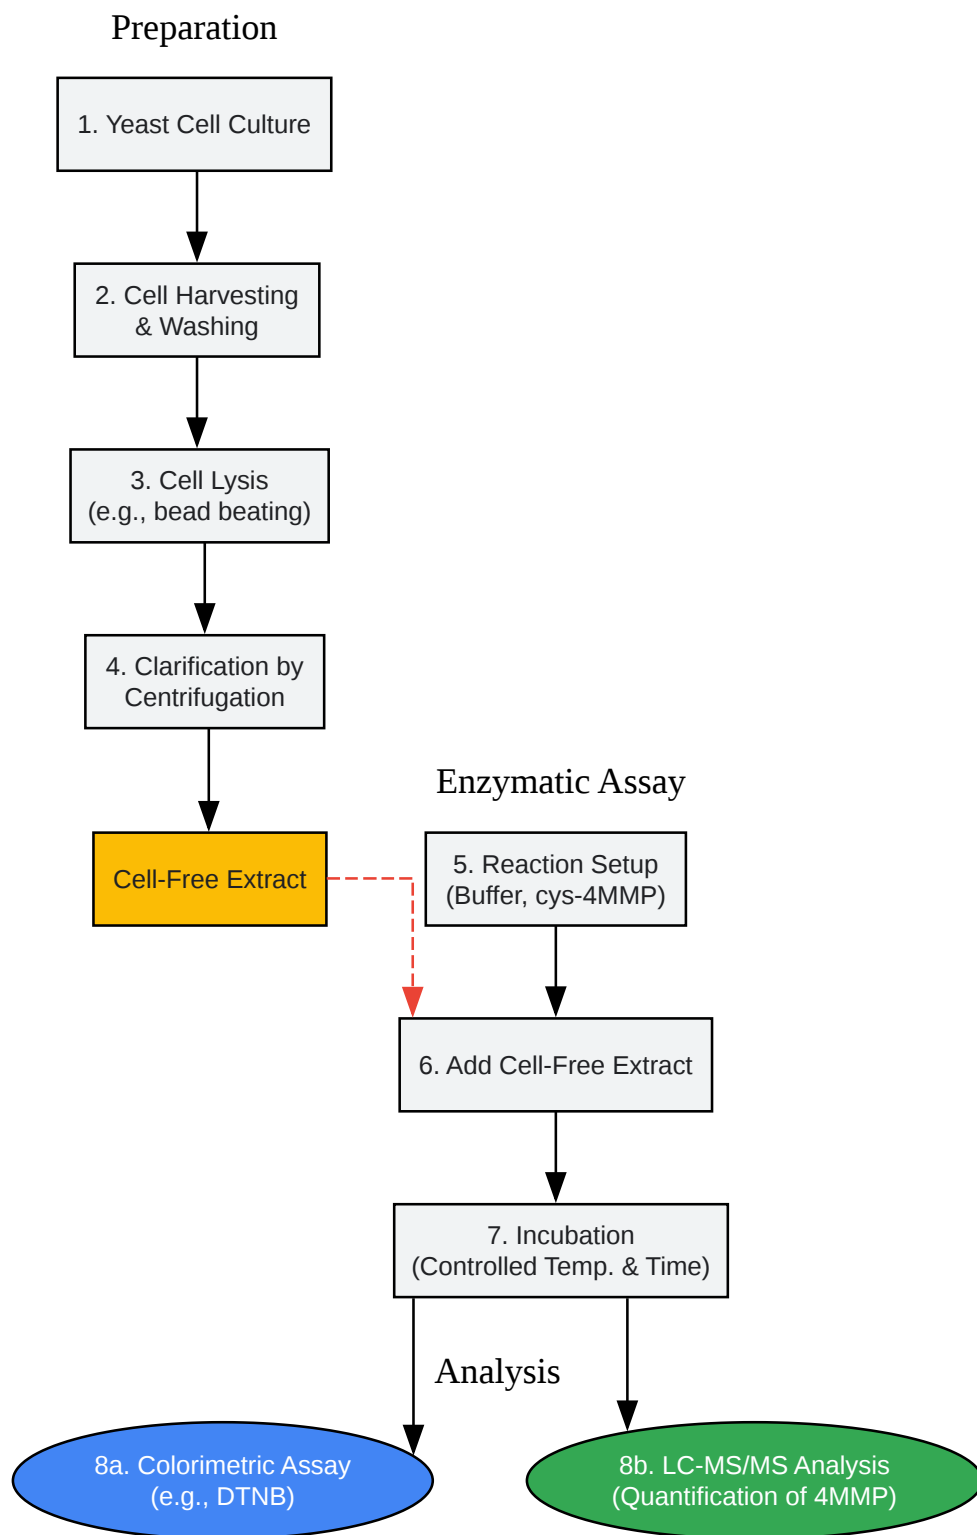 Preparation
1. Yeast Cell Culture
2. Cell Harvesting
& Washing
3. Cell Lysis
(e.g., bead beating)
4. Clarification by
Centrifugation
Cell-Free Extract
Enzymatic Assay
5. Reaction Setup
(Buffer, cys-4MMP)
6. Add Cell-Free Extract
7. Incubation
(Controlled Temp. & Time)
Analysis
8a. Colorimetric Assay
(e.g., DTNB)
8b. LC-MS/MS Analysis
(Quantification of 4MMP)